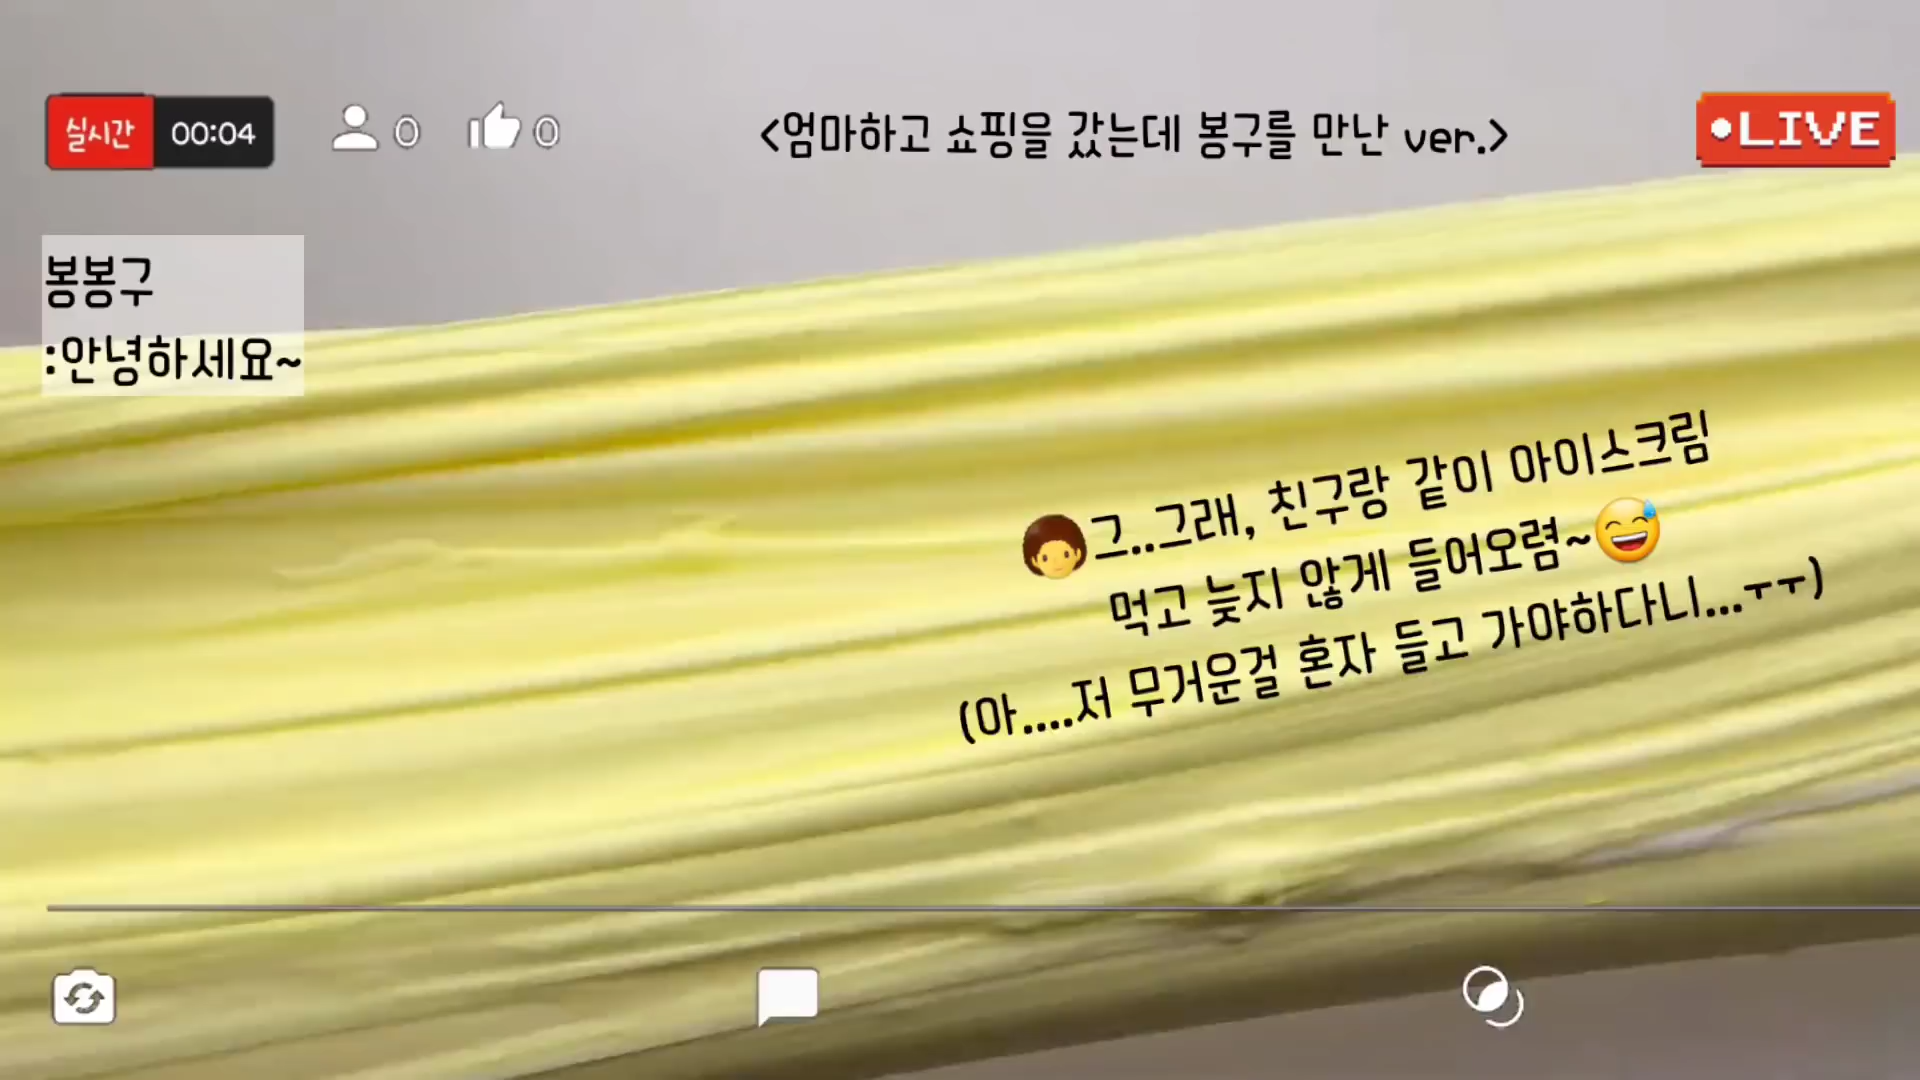 실시간 00:04 0 0 <엄마하고 쇼핑을 갔는데 봉구를 만난 ver.> LIVE
봉봉구
:안녕하세요~
그..그래, 친구랑 같이 아이스크림
먹고 늦지 않게 들어오렴~😅
(아....저 무거운걸 혼자 들고 가야하다니...ㅜㅜ)